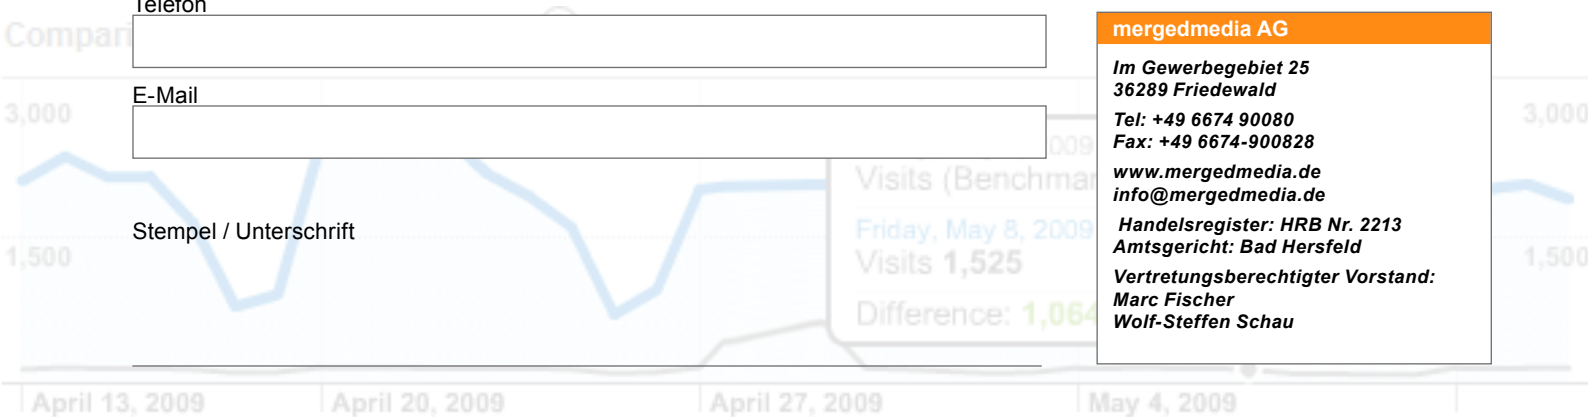 Telefon
E-Mail
Stempel / Unterschrift
mergedmedia AG
Im Gewerbegebiet 25
36289 Friedewald
Tel: +49 6674 90080
Fax: +49 6674-900828
www.mergedmedia.de
info@mergedmedia.de
Handelsregister: HRB Nr. 2213
Amtsgericht: Bad Hersfeld
Vertretungsberechtigter Vorstand:
Marc Fischer
Wolf-Steffen Schau
3,000
3,000
1,500
1,500
Visits
Friday, May 8, 2009
Visits 1,525
Difference: 1,064
April 13, 2009
April 20, 2009
April 27, 2009
May 4, 2009